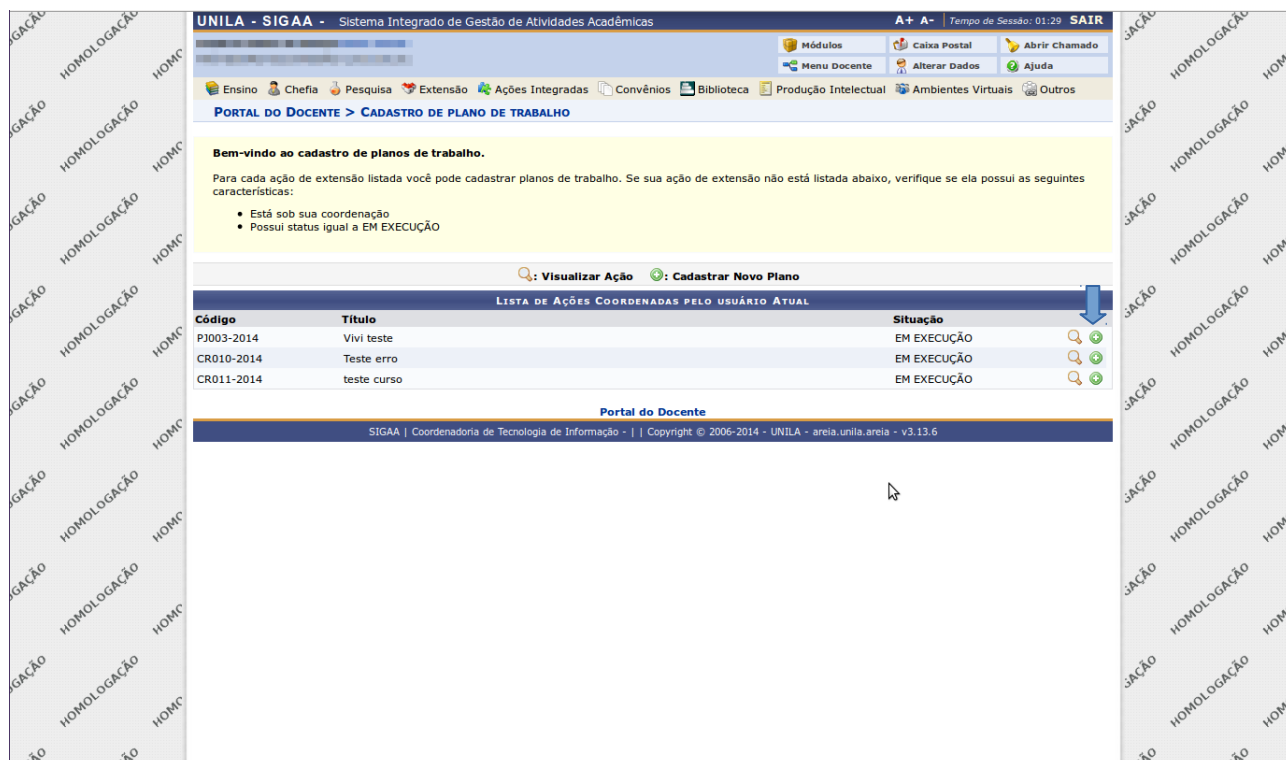 UNILA - SIGAA - Sistema Integrado de Gestão de Atividades Acadêmicas A+ A- Tempo de Sessão: 01:29 SAIR
Módulos Caixa Postal Abrir Chamado
Menu Docente Alterar Dados Ajuda
Ensino Chefia Pesquisa Extensão Ações Integradas Convênios Biblioteca Produção Intelectual Ambientes Virtuais Outros
PORTAL DO DOCENTE > CADASTRO DE PLANO DE TRABALHO
Bem-vindo ao cadastro de planos de trabalho.
Para cada ação de extensão listada você pode cadastrar planos de trabalho. Se sua ação de extensão não está listada abaixo, verifique se ela possui as seguintes
características:
• Está sob sua coordenação
• Possui status igual a EM EXECUÇÃO
: Visualizar Ação : Cadastrar Novo Plano
LISTA DE AÇÕES COORDENADAS PELO USUÁRIO ATUAL
Código Título Situação
PJ003-2014 Vivi teste EM EXECUÇÃO
CR010-2014 Teste erro EM EXECUÇÃO
CR011-2014 teste curso EM EXECUÇÃO
Portal do Docente
SIGAA | Coordenadoria de Tecnologia de Informação - | | Copyright © 2006-2014 - UNILA - areia.unila.areia - v3.13.6
HOMOLOGAÇÃO